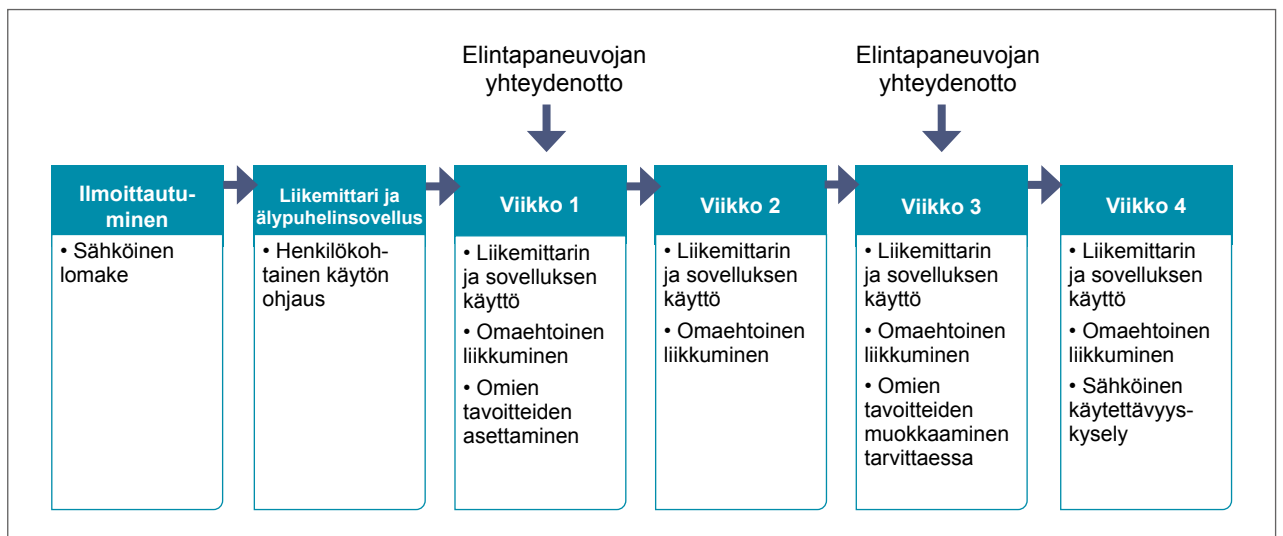 Elintapaneuvojan
yhteydenotto
Elintapaneuvojan
yhteydenotto
Ilmoittautu-
minen
• Sähköinen
lomake
Liikemittari ja
älypuhelinsovellus
• Henkilökoh-
tainen käytön
ohjaus
Viikko 1
• Liikemittarin
ja sovelluksen
käyttö
• Omaehtoinen
liikkuminen
• Omien
tavoitteiden
asettaminen
Viikko 2
• Liikemittarin
ja sovelluksen
käyttö
• Omaehtoinen
liikkuminen
Viikko 3
• Liikemittarin
ja sovelluksen
käyttö
• Omaehtoinen
liikkuminen
• Omien
tavoitteiden
muokkaaminen
tarvittaessa
Viikko 4
• Liikemittarin
ja sovelluksen
käyttö
• Omaehtoinen
liikkuminen
• Sähköinen
käytettävyys-
kysely